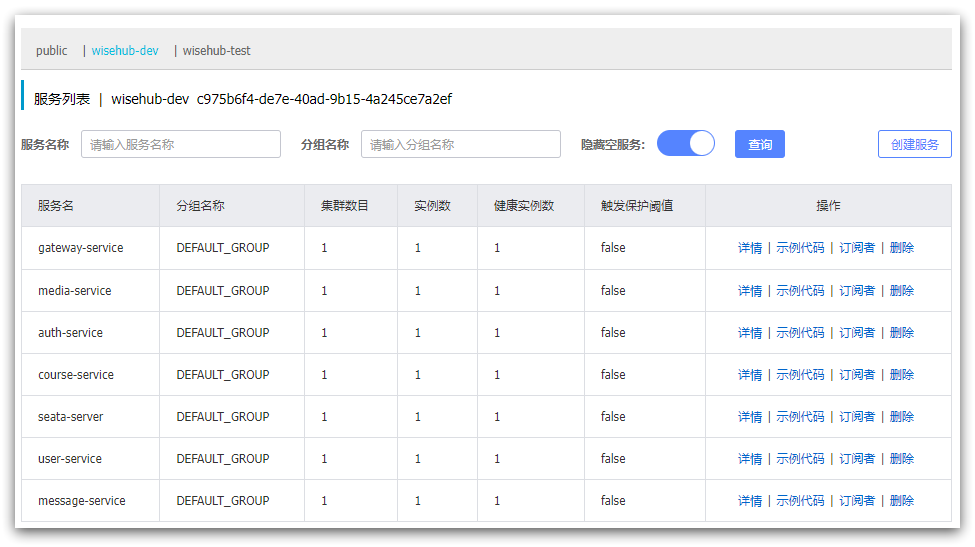 public | wisehub-dev | wisehub-test
服务列表 | wisehub-dev c975b6f4-de7e-40ad-9b15-4a245ce7a2ef
服务名称 请输入服务名称 分组名称 请输入分组名称 隐藏空服务: 查询 创建服务
服务名 分组名称 集群数目 实例数 健康实例数 触发保护阈值 操作
gateway-service DEFAULT_GROUP 1 1 1 false 详情 | 示例代码 | 订阅者 | 删除
media-service DEFAULT_GROUP 1 1 1 false 详情 | 示例代码 | 订阅者 | 删除
auth-service DEFAULT_GROUP 1 1 1 false 详情 | 示例代码 | 订阅者 | 删除
course-service DEFAULT_GROUP 1 1 1 false 详情 | 示例代码 | 订阅者 | 删除
seata-server DEFAULT_GROUP 1 1 1 false 详情 | 示例代码 | 订阅者 | 删除
user-service DEFAULT_GROUP 1 1 1 false 详情 | 示例代码 | 订阅者 | 删除
message-service DEFAULT_GROUP 1 1 1 false 详情 | 示例代码 | 订阅者 | 删除